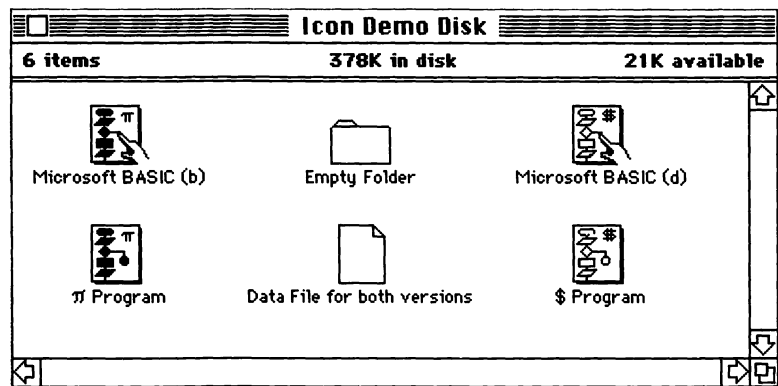 Icon Demo Disk
6 items 378K in disk 21K available
π $
Microsoft BASIC (b) Empty Folder Microsoft BASIC (d)
π $
π Program Data File for both versions $ Program